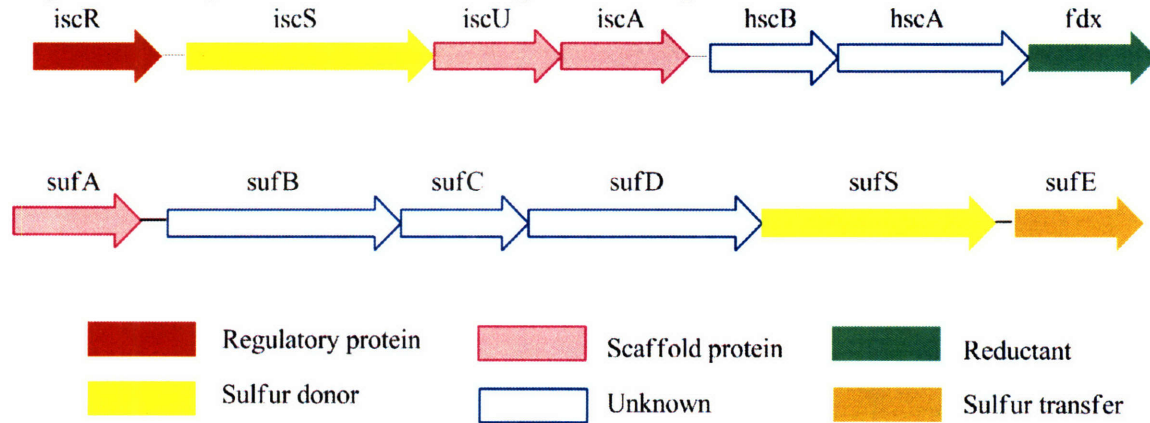 iscR iscS iscU iscA hscB hscA fdx
sufA sufB sufC sufD sufS sufE
Regulatory protein Scaffold protein Reductant
Sulfur donor Unknown Sulfur transfer